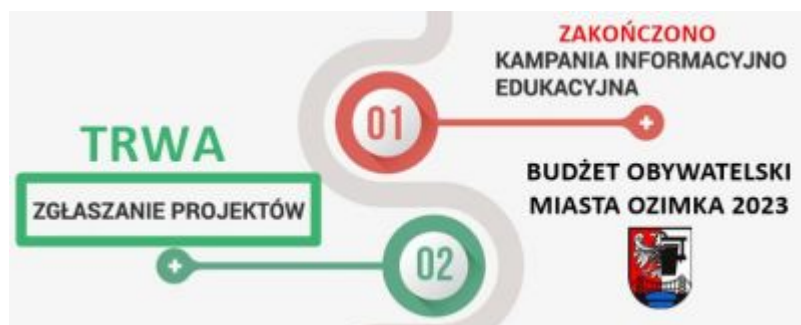 ZAKOŃCZONO
KAMPANIA INFORMACYJNO
EDUKACYJNA
01
TRWA
ZGŁASZANIE PROJEKTÓW
02
BUDŻET OBYWATELSKI
MIASTA OZIMKA 2023